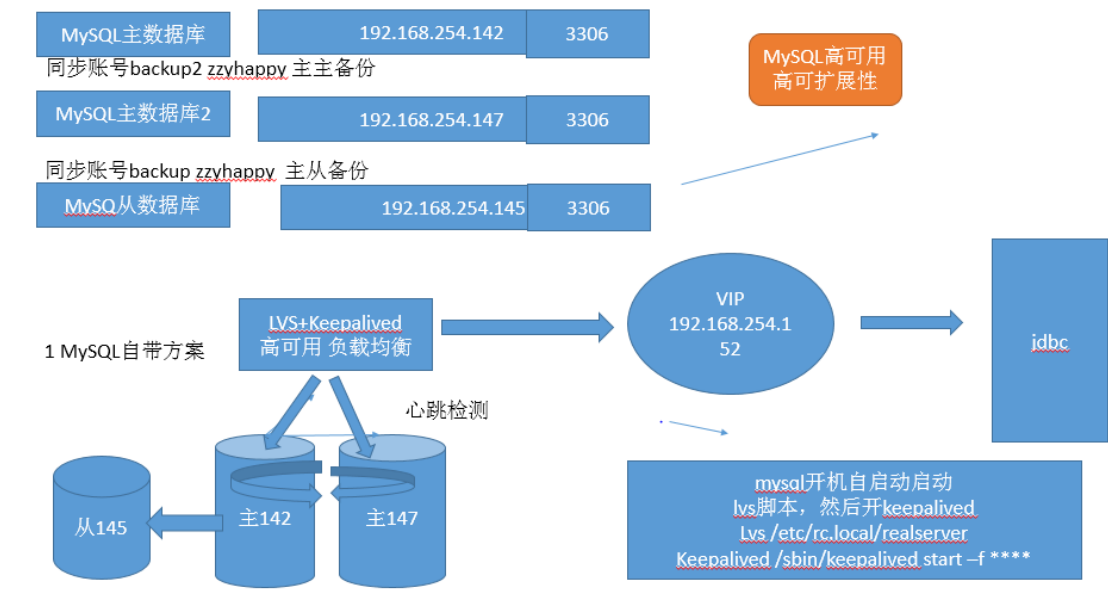 MySQL主数据库
192.168.254.142
3306
同步账号backup2 zzyhappy 主主备份
MySQL高可用
高可扩展性
MySQL主数据库2
192.168.254.147
3306
同步账号backup zzyhappy 主从备份
MySQ从数据库
192.168.254.145
3306
LVS+Keepalived
高可用 负载均衡
1 MySQL自带方案
VIP
192.168.254.1
52
jdbc
心跳检测
从145
主142
主147
mysql开机自启动启动
lvs脚本，然后开keepalived
Lvs /etc/rc.local/realserver
Keepalived /sbin/keepalived start –f ****